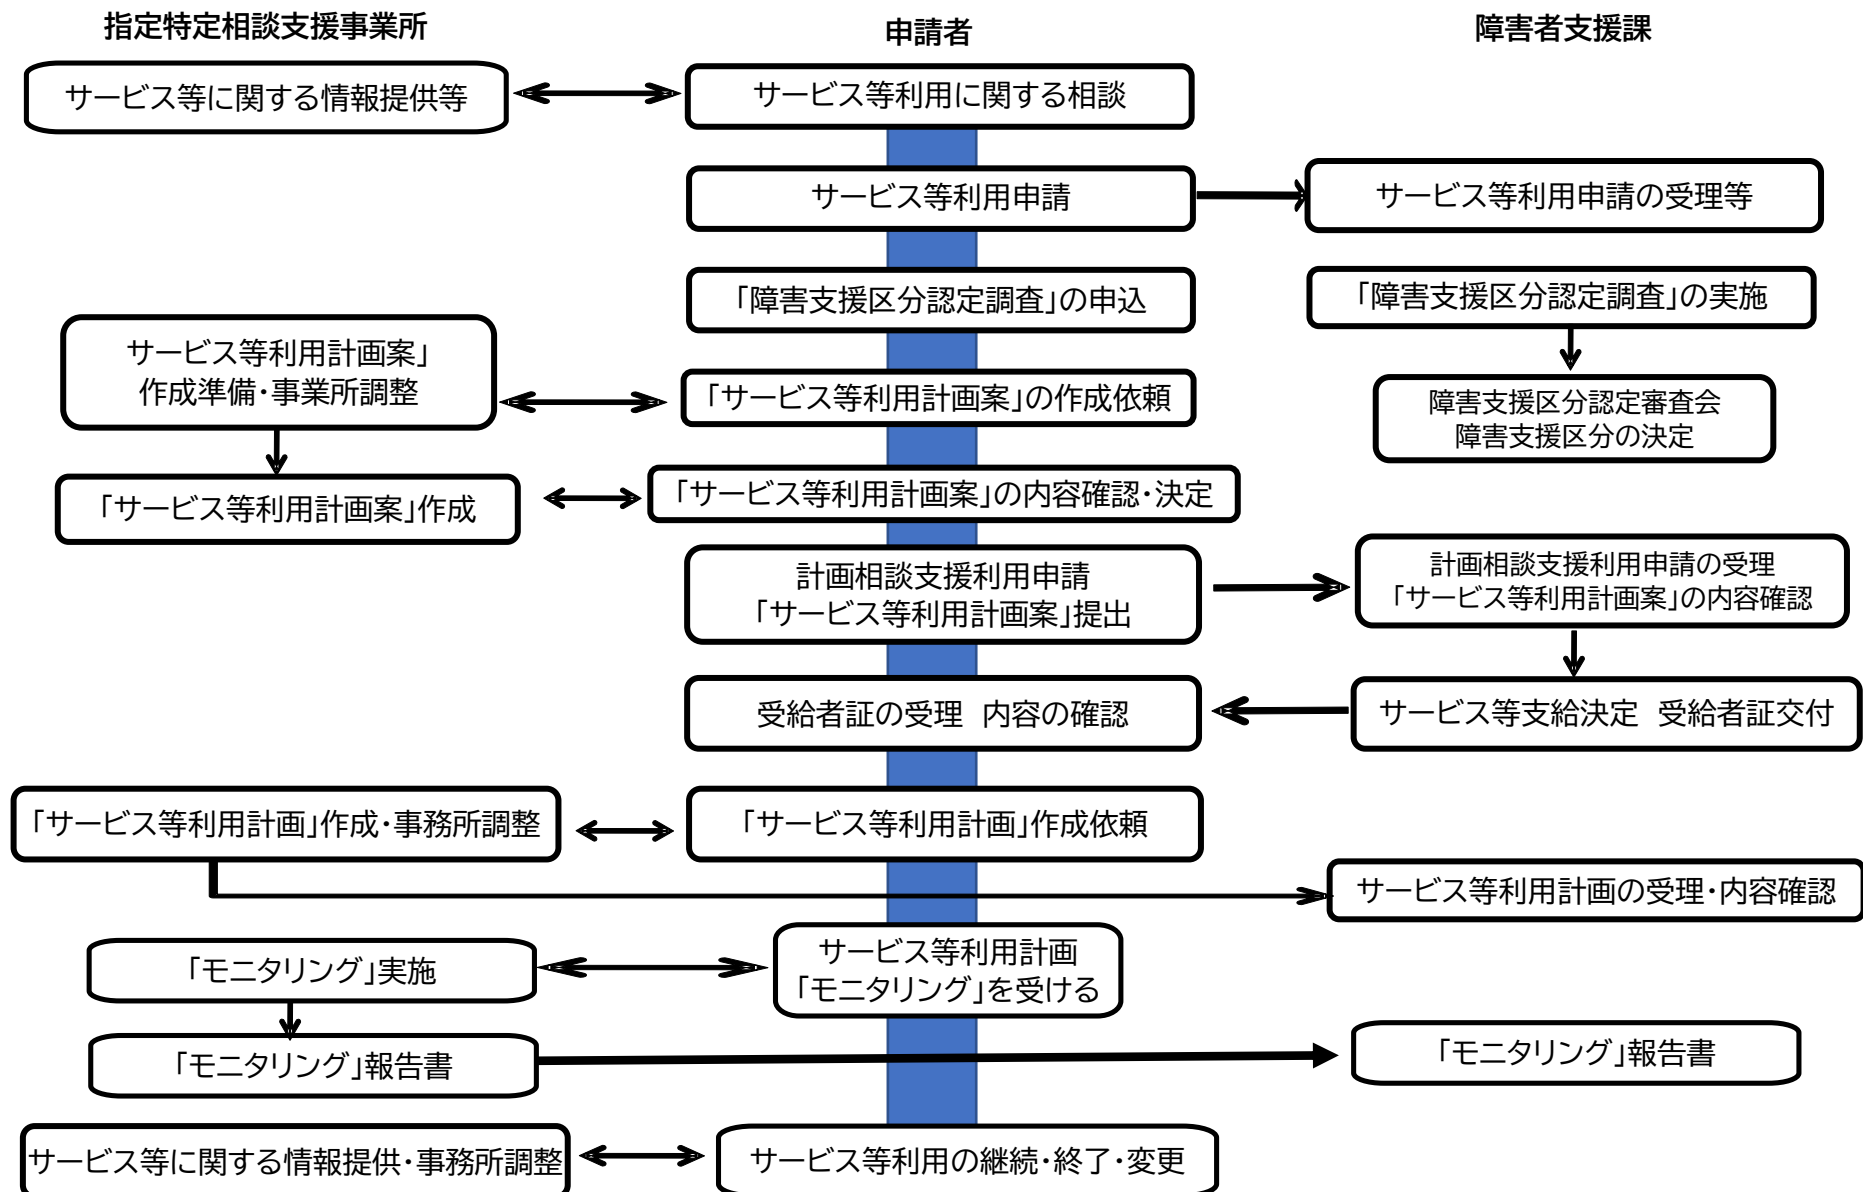 指定特定相談支援事業所
申請者
障害者支援課
サービス等に関する情報提供等
サービス等利用に関する相談
サービス等利用申請
サービス等利用申請の受理等
「障害支援区分認定調査」の申込
「障害支援区分認定調査」の実施
サービス等利用計画案」
作成準備・事業所調整
「サービス等利用計画案」の作成依頼
障害支援区分認定審査会
障害支援区分の決定
「サービス等利用計画案」作成
「サービス等利用計画案」の内容確認・決定
計画相談支援利用申請
「サービス等利用計画案」提出
計画相談支援利用申請の受理
「サービス等利用計画案」の内容確認
受給者証の受理　内容の確認
サービス等支給決定　受給者証交付
「サービス等利用計画」作成・事務所調整
「サービス等利用計画」作成依頼
サービス等利用計画の受理・内容確認
「モニタリング」実施
サービス等利用計画
「モニタリング」を受ける
「モニタリング」報告書
「モニタリング」報告書
サービス等に関する情報提供・事務所調整
サービス等利用の継続・終了・変更